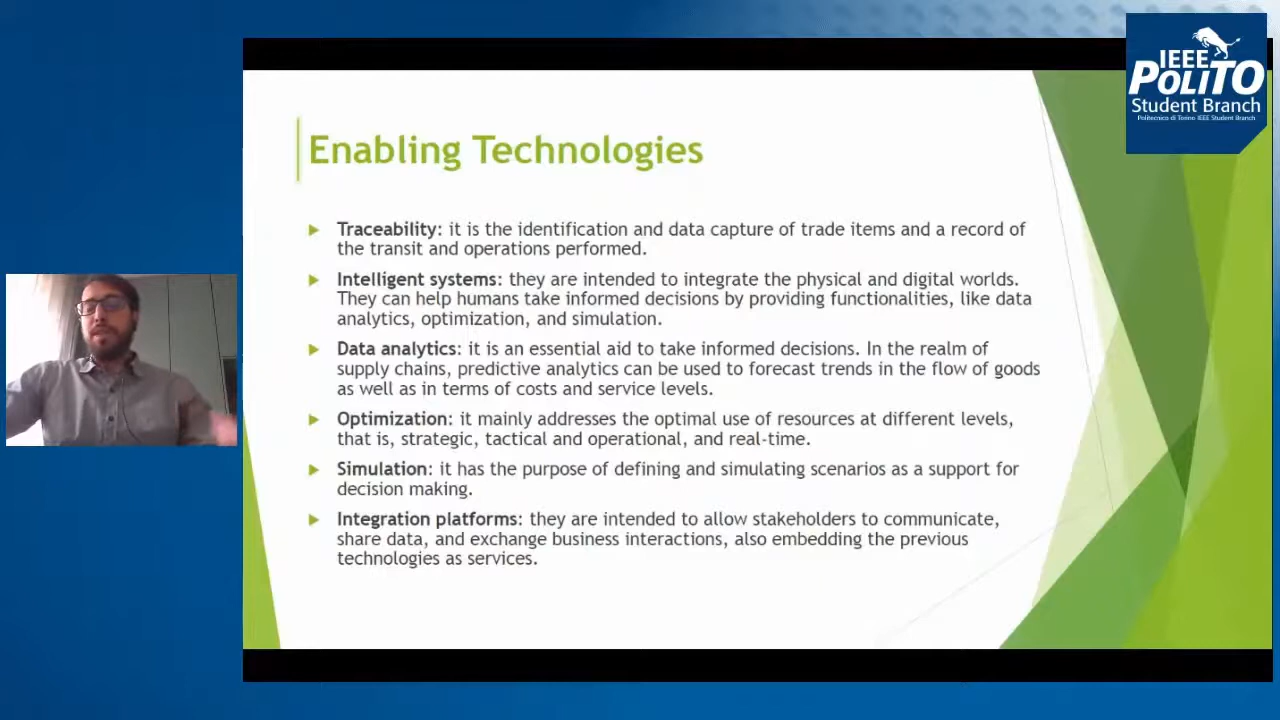 IEEE
POLITO
Student Branch
Politecnico di Torino IEEE Student Branch
Enabling Technologies
Traceability: it is the identification and data capture of trade items and a record of
the transit and operations performed.
Intelligent systems: they are intended to integrate the physical and digital worlds.
They can help humans take informed decisions by providing functionalities, like data
analytics, optimization, and simulation.
Data analytics: it is an essential aid to take informed decisions. In the realm of
supply chains, predictive analytics can be used to forecast trends in the flow of goods
as well as in terms of costs and service levels.
Optimization: it mainly addresses the optimal use of resources at different levels,
that is, strategic, tactical and operational, and real-time.
Simulation: it has the purpose of defining and simulating scenarios as a support for
decision making.
Integration platforms: they are intended to allow stakeholders to communicate,
share data, and exchange business interactions, also embedding the previous
technologies as services.